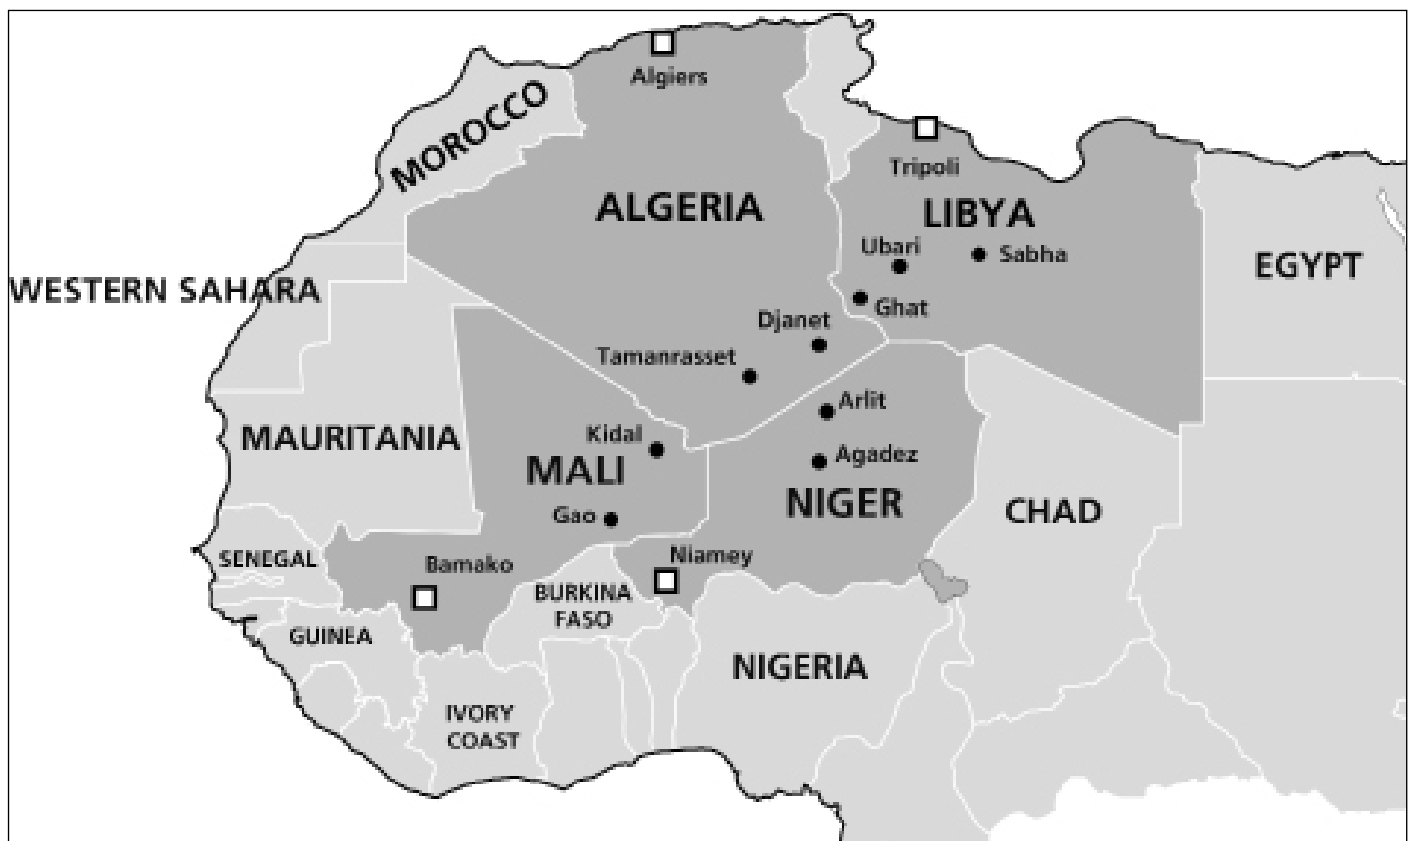 Algiers
MOROCCO
Tripoli
ALGERIA
LIBYA
Ubari
Sabha
EGYPT
WESTERN SAHARA
Ghat
Djanet
Tamanrasset
Arlit
Kidal
MAURITANIA
Agadez
MALI
NIGER
CHAD
Gao
SENEGAL
Niamey
Bamako
BURKINA
FASO
GUINEA
NIGERIA
IVORY
COAST